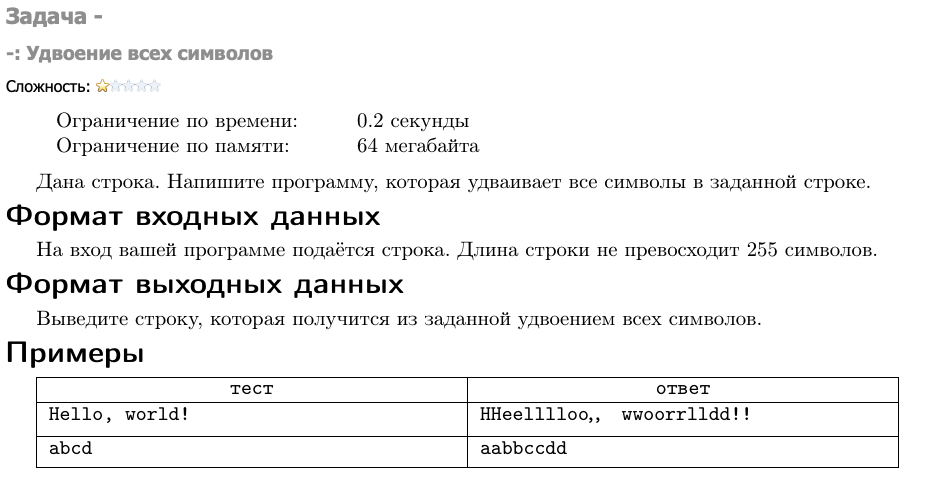 Задача -
-: Удвоение всех символов
Сложность:
Ограничение по времени: 0.2 секунды
Ограничение по памяти: 64 мегабайта
Дана строка. Напишите программу, которая удваивает все символы в заданной строке.
Формат входных данных
На вход вашей программе подаётся строка. Длина строки не превосходит 255 символов.
Формат выходных данных
Выведите строку, которая получится из заданной удвоением всех символов.
Примеры
тест ответ
Hello, world! HHeelllloo,,  wwoorrlldd!!
abcd aabbccdd